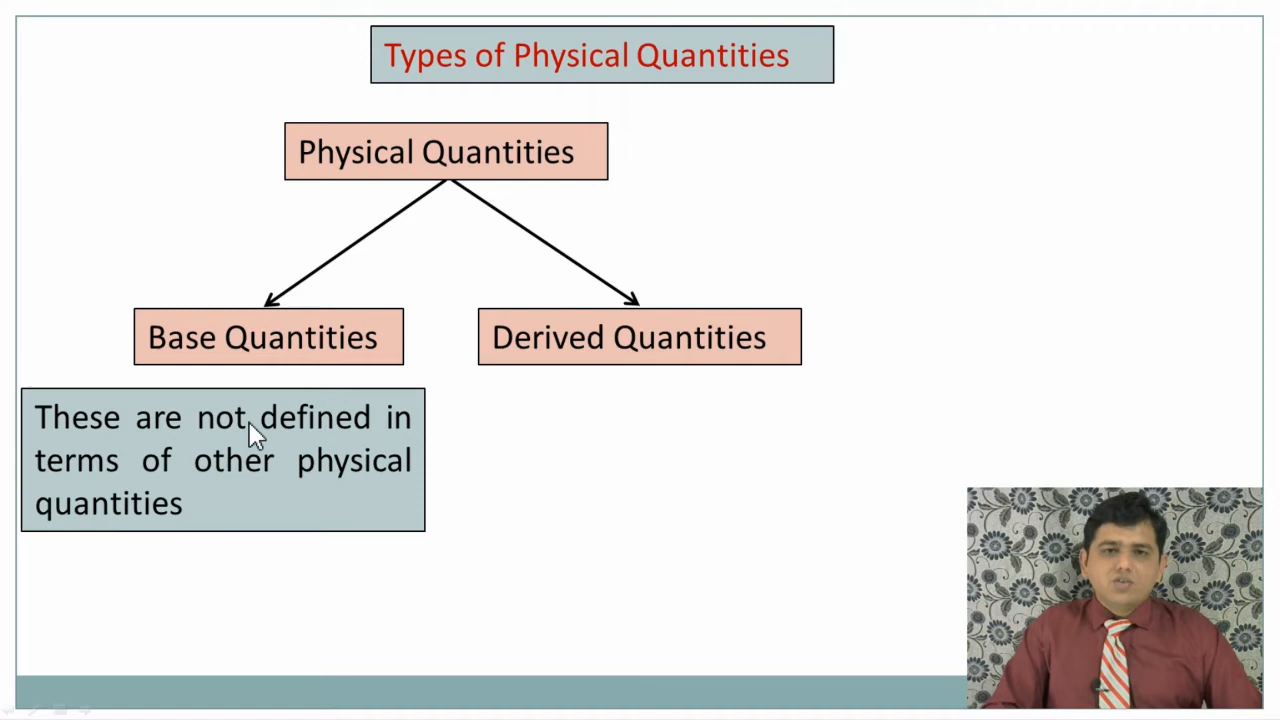 Types of Physical Quantities
Physical Quantities
Base Quantities
Derived Quantities
These are not defined in
terms of other physical
quantities